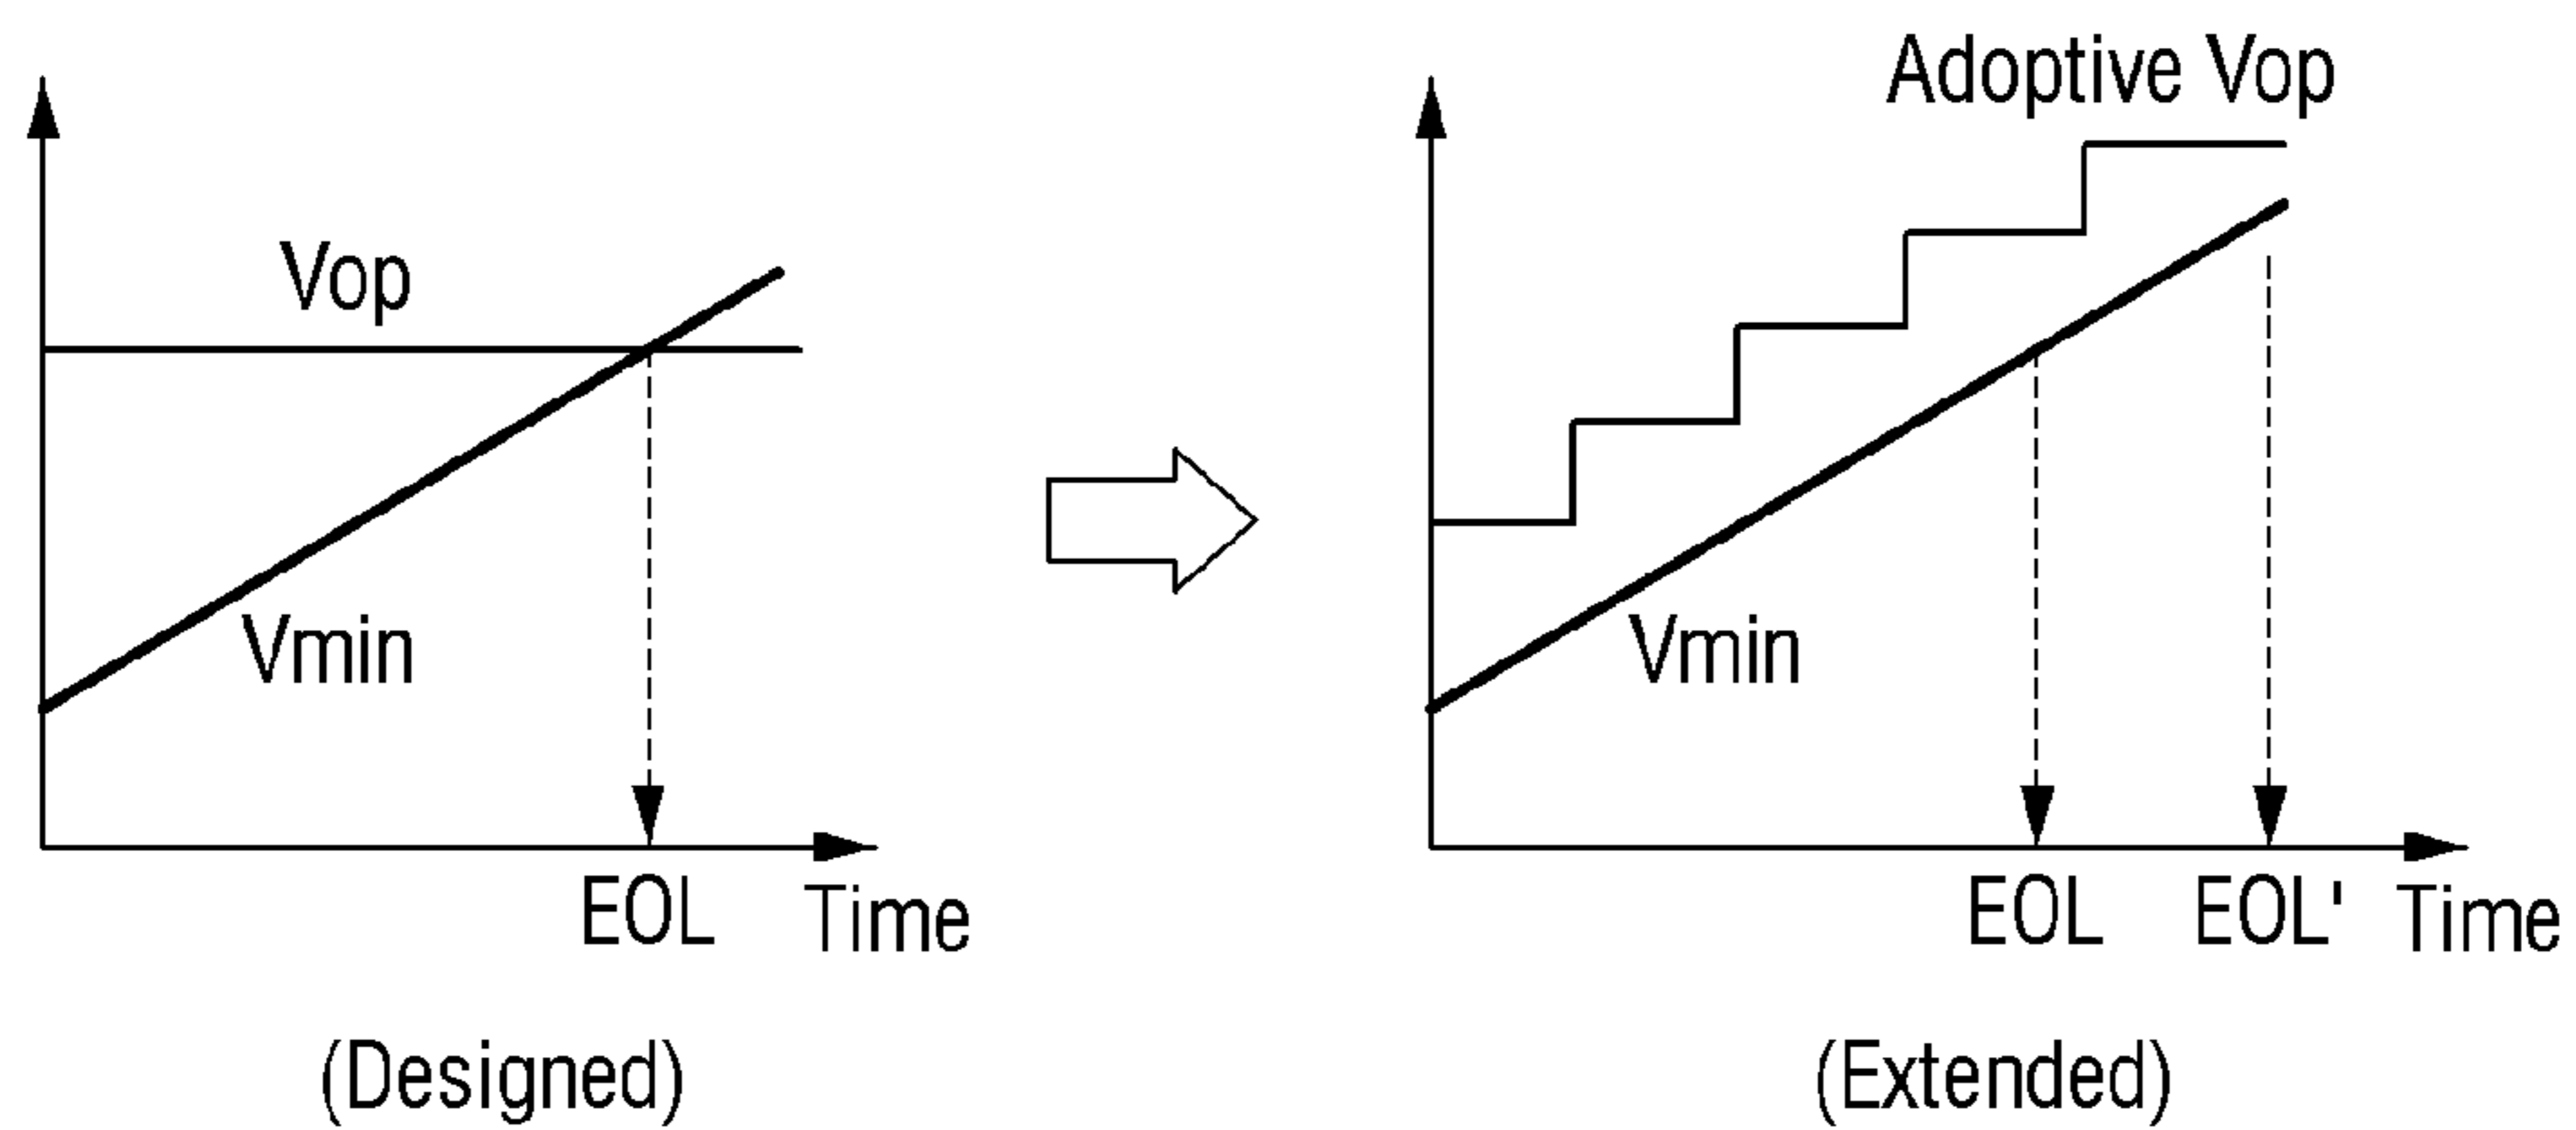 Vop
Vmin
EOL
Time
(Designed)
Adoptive Vop
Vmin
EOL
EOL'
Time
(Extended)